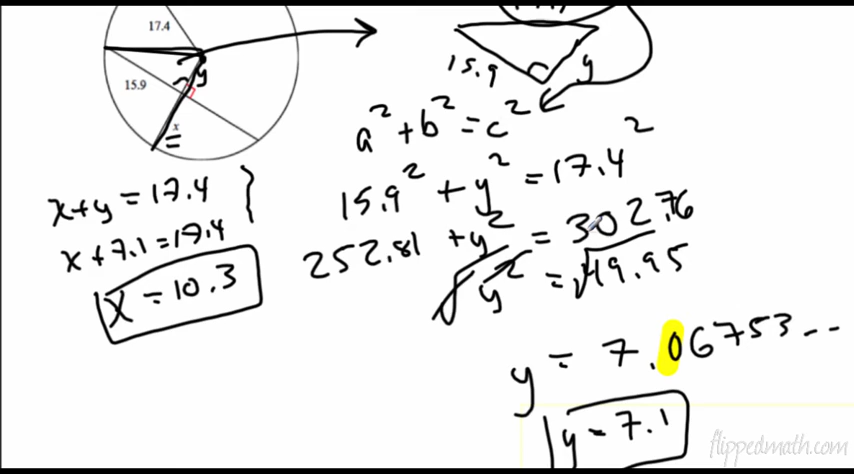 17.4
y
15.9
x
15.9
y
a² + b² = c²
15.9² + y² = 17.4²
252.81 + y² = 302.76
√y² = √49.95
y = 7.06753...
y = 7.1
x + y = 17.4 }
x + 7.1 = 17.4
x = 10.3
flippedmath.com